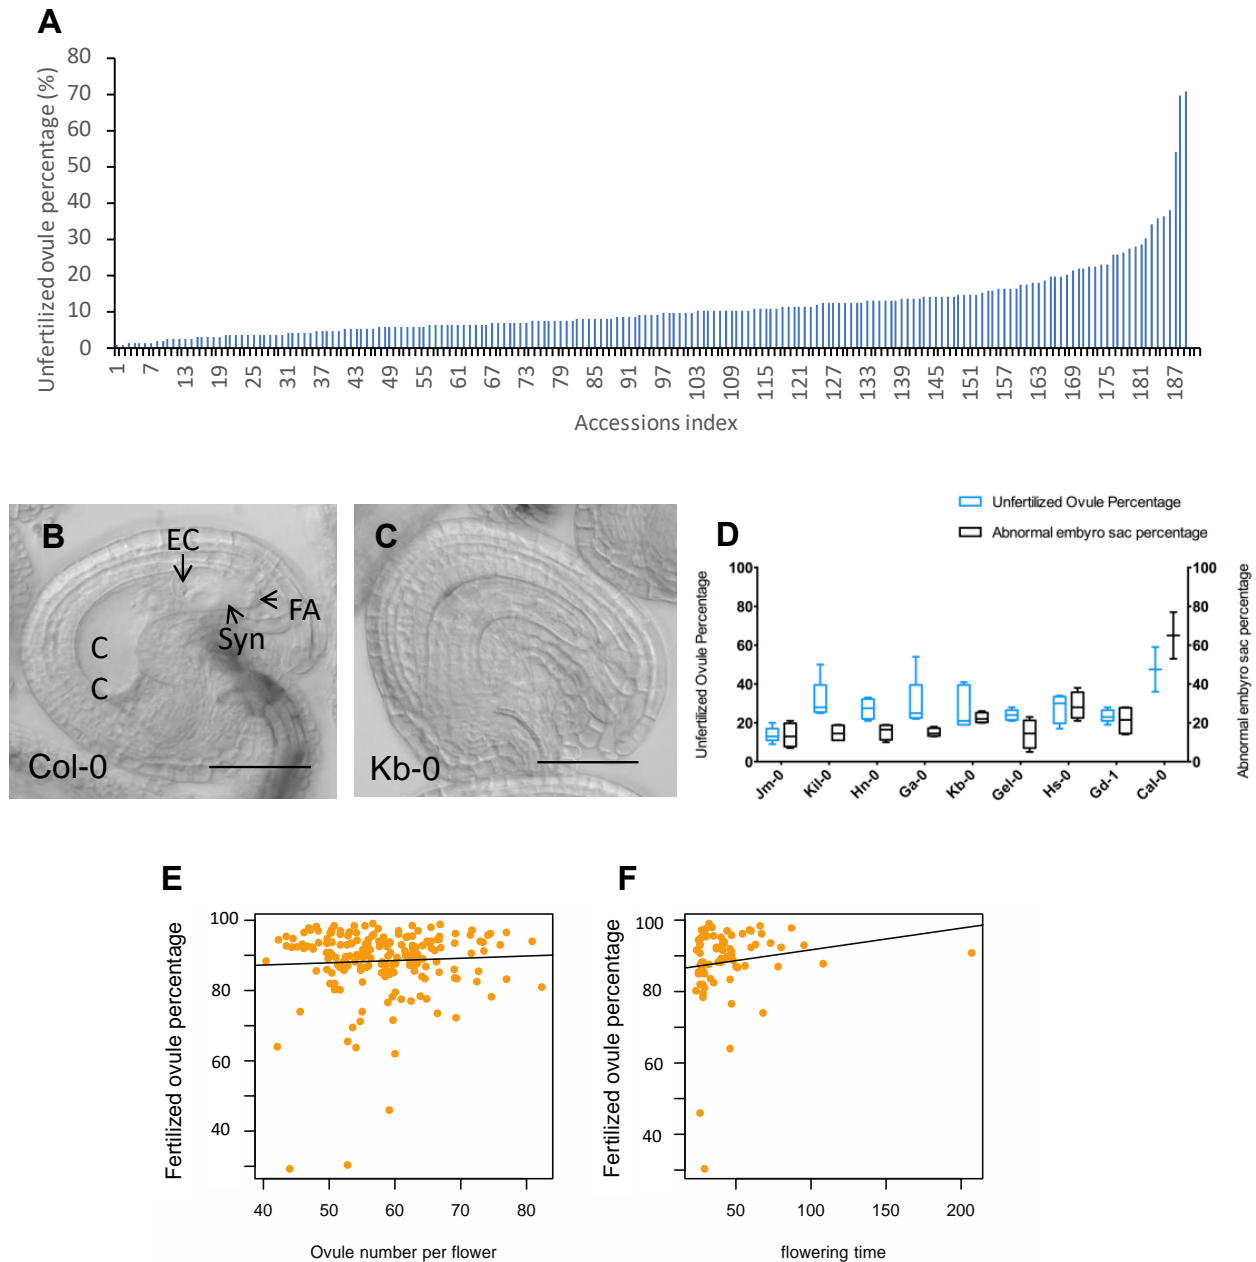 A
Unfertilized ovule percentage (%)
80
70
60
50
40
30
20
10
0
1 7 13 19 25 31 37 43 49 55 61 67 73 79 85 91 97 103 109 115 121 127 133 139 145 151 157 163 169 175 181 187
Accessions index
B
EC
FA
Syn
C
C
Col-0
C
Kb-0
D
Unfertilized Ovule Percentage
Abnormal embyro sac percentage
Unfertilized Ovule Percentage
100
80
60
40
20
0
100
80
60
40
20
0
Abnormal embyro sac percentage
Jm-0 Kil-0 Hn-0 Ga-0 Kb-0 Gel-0 Hs-0 Gd-1 Cal-0
E
Fertilized ovule percentage
100
80
60
40
40 50 60 70 80
Ovule number per flower
F
Fertilized ovule percentage
100
80
60
40
50 100 150 200
flowering time